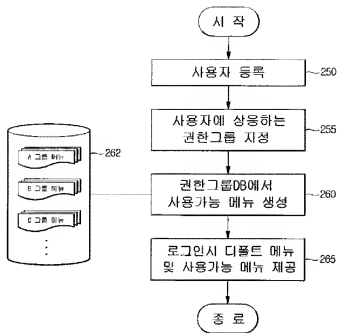 시 작
사용자 등록
250
사용자에 상응하는
권한그룹 지정
255
262
A 그룹 메뉴
B 그룹 메뉴
C 그룹 메뉴
권한그룹DB에서
사용가능 메뉴 생성
260
로그인시 디폴트 메뉴
및 사용가능 메뉴 제공
265
종 료